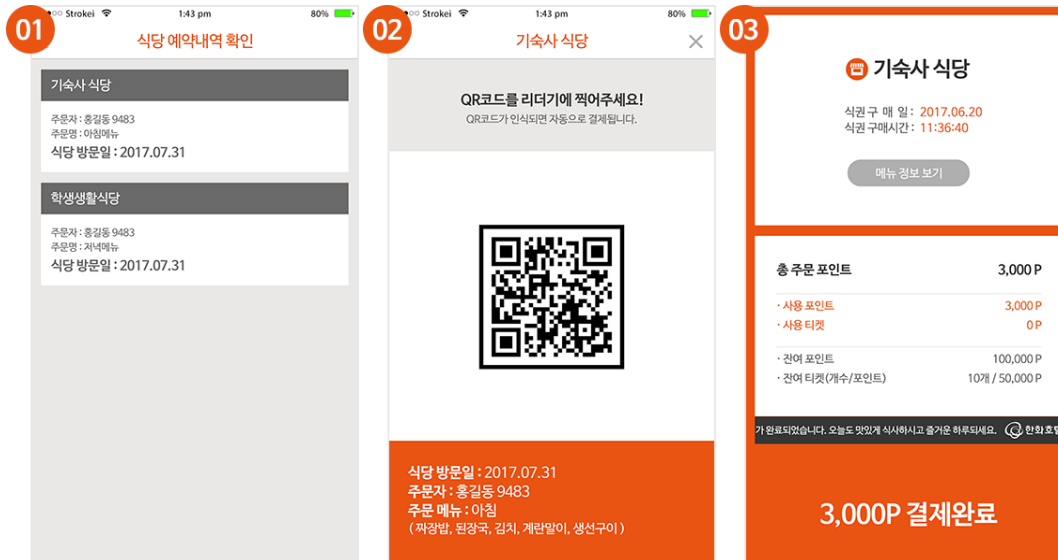 01
Strokei
1:43 pm
80%
식당 예약내역 확인
기숙사 식당
주문자 : 홍길동 9483
주문명 : 아침메뉴
식당 방문일 : 2017.07.31
학생생활식당
주문자 : 홍길동 9483
주문명 : 저녁메뉴
식당 방문일 : 2017.07.31
02
Strokei
1:43 pm
80%
기숙사 식당
QR코드를 리더기에 찍어주세요!
QR코드가 인식되면 자동으로 결제됩니다.
식당 방문일 : 2017.07.31
주문자 : 홍길동 9483
주문 메뉴 : 아침
( 짜장밥, 된장국, 김치, 계란말이, 생선구이 )
03
기숙사 식당
식권구 매 일 : 2017.06.20
식권 구매시간 : 11:36:40
메뉴 정보 보기
총 주문 포인트 3,000 P
· 사용 포인트 3,000 P
· 사용 티켓 0 P
· 잔여 포인트 100,000 P
· 잔여 티켓(개수/포인트) 10개 / 50,000 P
가 완료되었습니다. 오늘도 맛있게 식사하시고 즐거운 하루되세요. 한화호텔
3,000P 결제완료